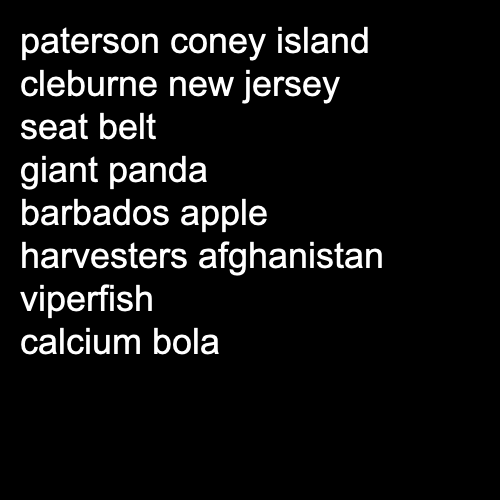 paterson coney island
cleburne new jersey
seat belt
giant panda
barbados apple
harvesters afghanistan
viperfish
calcium bola